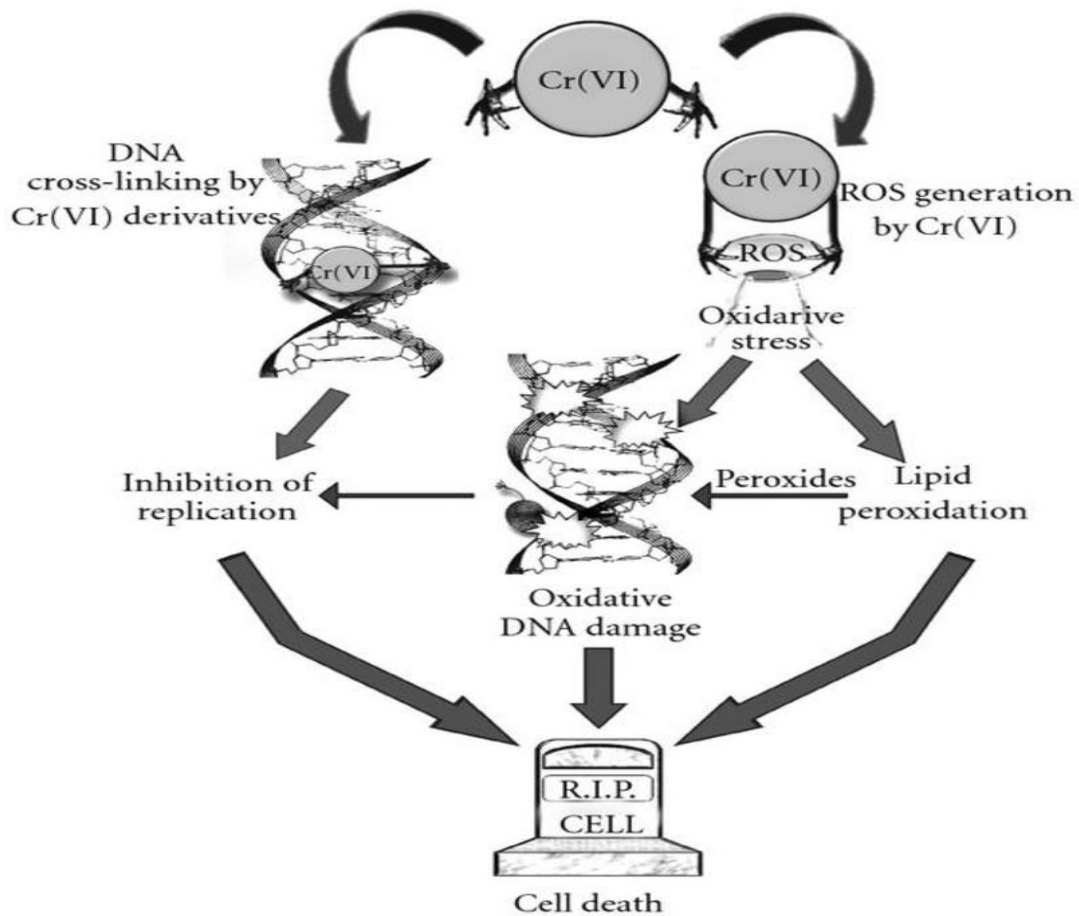 Cr(VI)
DNA
cross-linking by
Cr(VI) derivatives
Cr(VI)
Cr(VI)
ROS generation
by Cr(VI)
ROS
Oxidarive
stress
Inhibition of
replication
Peroxides
Lipid
peroxidation
Oxidative
DNA damage
R.I.P.
CELL
Cell death